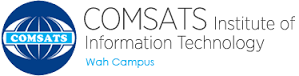 COMSATS
COMSATS Institute of
Information Technology
Wah Campus